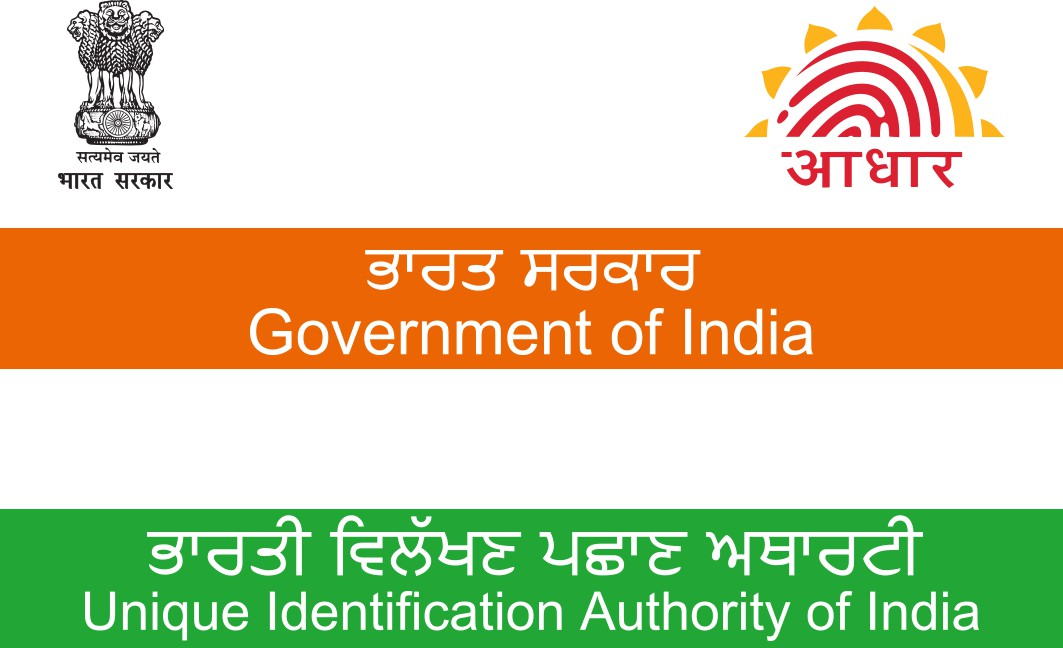 सत्यमेव जयते
भारत सरकार
आधार
ਭਾਰਤ ਸਰਕਾਰ
Government of India
ਭਾਰਤੀ ਵਿਲੱਖਣ ਪਛਾਣ ਅਥਾਰਟੀ
Unique Identification Authority of India